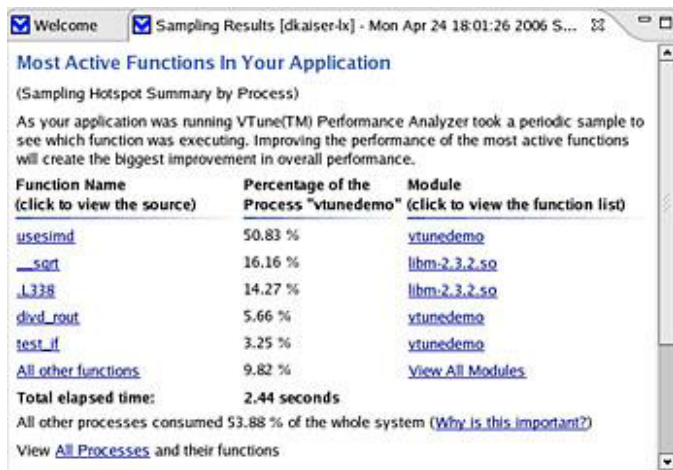 Welcome
Sampling Results [dkaiser-lx] - Mon Apr 24 18:01:26 2006 S...
Most Active Functions In Your Application
(Sampling Hotspot Summary by Process)
As your application was running VTune(TM) Performance Analyzer took a periodic sample to
see which function was executing. Improving the performance of the most active functions
will create the biggest improvement in overall performance.
Function Name Percentage of the Module
(click to view the source) Process "vtunedemo" (click to view the function list)
usesimd 50.83 % vtunedemo
__sqrt 16.16 % libm-2.3.2.so
.L338 14.27 % libm-2.3.2.so
divd_rout 5.66 % vtunedemo
test_if 3.25 % vtunedemo
All other functions 9.82 % View All Modules
Total elapsed time: 2.44 seconds
All other processes consumed 53.88 % of the whole system (Why is this important?)
View All Processes and their functions